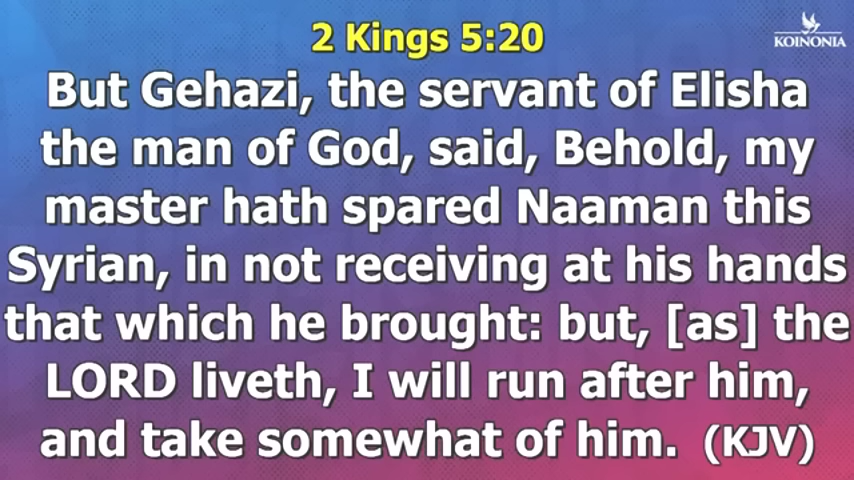 2 Kings 5:20
KOINONIA
But Gehazi, the servant of Elisha
the man of God, said, Behold, my
master hath spared Naaman this
Syrian, in not receiving at his hands
that which he brought: but, [as] the
LORD liveth, I will run after him,
and take somewhat of him. (KJV)